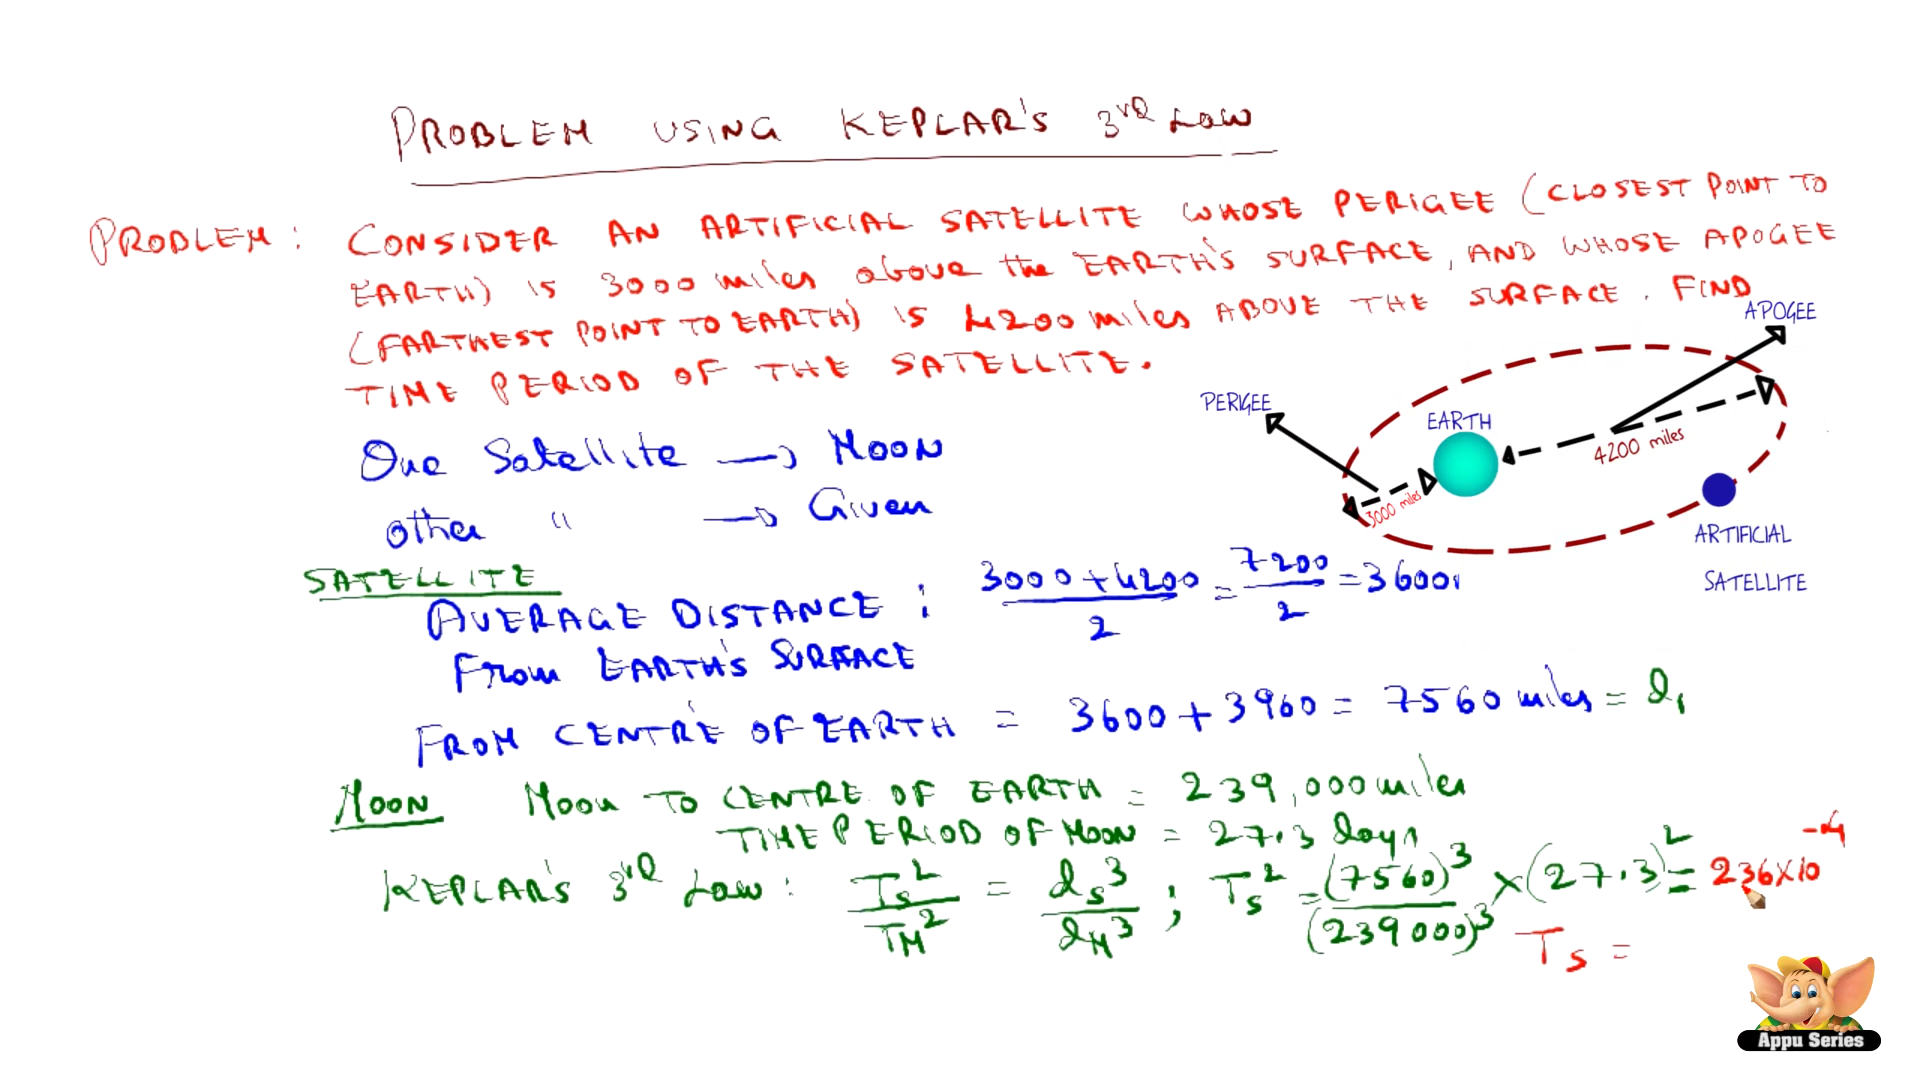 PROBLEM USING KEPLAR'S 3RD LAW
PROBLEM: CONSIDER AN ARTIFICIAL SATELLITE WHOSE PERIGEE (CLOSEST POINT TO
EARTH) IS 3000 miles above the EARTH'S SURFACE, AND WHOSE APOGEE
(FARTHEST POINT TO EARTH) IS 4200 miles ABOVE THE SURFACE. FIND
TIME PERIOD OF THE SATELLITE.
APOGEE
PERIGEE
EARTH
4200 miles
3000 miles
ARTIFICIAL
SATELLITE
One Satellite → MOON
other " → Given
SATELLITE
AVERAGE DISTANCE : (3000+4200)/2 = 7200/2 = 3600
From EARTH'S SURFACE
FROM CENTRE OF EARTH = 3600 + 3960 = 7560 miles = d₁
MOON MOON TO CENTRE OF EARTH = 239,000 miles
TIME PERIOD OF MOON = 27.3 days
KEPLAR'S 3RD LAW: Ts²/TM² = ds³/dM³ ; Ts² = (7560)³/(239000)³ × (27.3)² = 236×10⁻⁴
Ts =
Appu Series